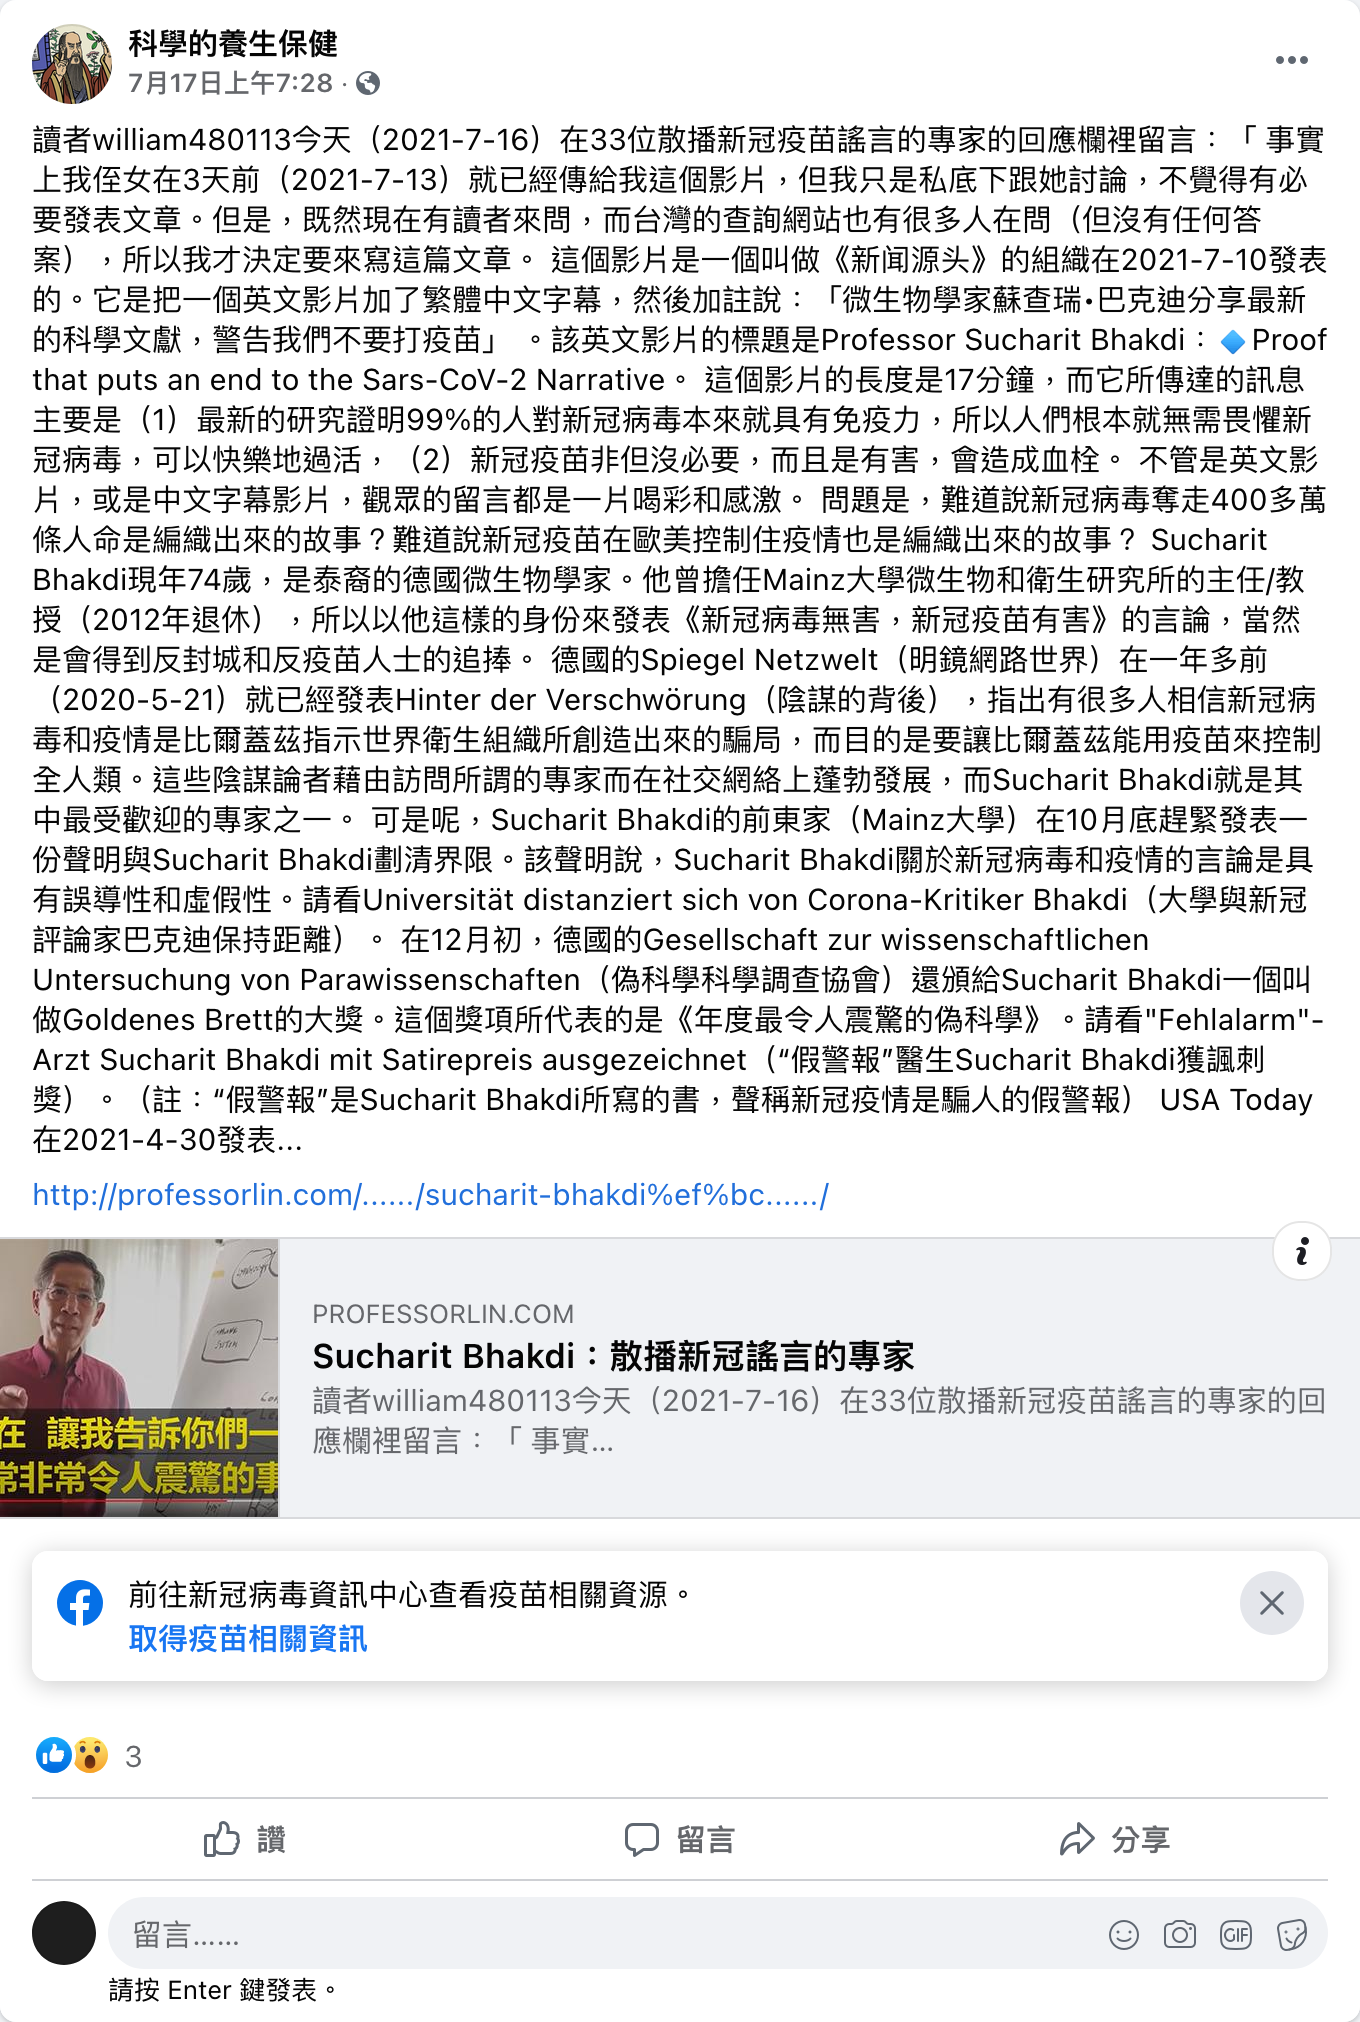 科學的養生保健
7月17日上午7:28 ·
讀者william480113今天（2021-7-16）在33位散播新冠疫苗謠言的專家的回應欄裡留言：「 事實
上我侄女在3天前（2021-7-13）就已經傳給我這個影片，但我只是私底下跟她討論，不覺得有必
要發表文章。但是，既然現在有讀者來問，而台灣的查詢網站也有很多人在問（但沒有任何答
案），所以我才決定要來寫這篇文章。 這個影片是一個叫做《新闻源头》的組織在2021-7-10發表
的。它是把一個英文影片加了繁體中文字幕，然後加註說：「微生物學家蘇查瑞•巴克迪分享最新
的科學文獻，警告我們不要打疫苗」 。該英文影片的標題是Professor Sucharit Bhakdi：🔷Proof
that puts an end to the Sars-CoV-2 Narrative。 這個影片的長度是17分鐘，而它所傳達的訊息
主要是（1）最新的研究證明99%的人對新冠病毒本來就具有免疫力，所以人們根本就無需畏懼新
冠病毒，可以快樂地過活，（2）新冠疫苗非但沒必要，而且是有害，會造成血栓。 不管是英文影
片，或是中文字幕影片，觀眾的留言都是一片喝彩和感激。 問題是，難道說新冠病毒奪走400多萬
條人命是編織出來的故事？難道說新冠疫苗在歐美控制住疫情也是編織出來的故事？ Sucharit
Bhakdi現年74歲，是泰裔的德國微生物學家。他曾擔任Mainz大學微生物和衛生研究所的主任/教
授（2012年退休），所以以他這樣的身份來發表《新冠病毒無害，新冠疫苗有害》的言論，當然
是會得到反封城和反疫苗人士的追捧。 德國的Spiegel Netzwelt（明鏡網路世界）在一年多前
（2020-5-21）就已經發表Hinter der Verschwörung（陰謀的背後），指出有很多人相信新冠病
毒和疫情是比爾蓋茲指示世界衛生組織所創造出來的騙局，而目的是要讓比爾蓋茲能用疫苗來控制
全人類。這些陰謀論者藉由訪問所謂的專家而在社交網絡上蓬勃發展，而Sucharit Bhakdi就是其
中最受歡迎的專家之一。 可是呢，Sucharit Bhakdi的前東家（Mainz大學）在10月底趕緊發表一
份聲明與Sucharit Bhakdi劃清界限。該聲明說，Sucharit Bhakdi關於新冠病毒和疫情的言論是具
有誤導性和虛假性。請看Universität distanziert sich von Corona-Kritiker Bhakdi（大學與新冠
評論家巴克迪保持距離）。 在12月初，德國的Gesellschaft zur wissenschaftlichen
Untersuchung von Parawissenschaften（偽科學科學調查協會）還頒給Sucharit Bhakdi一個叫
做Goldenes Brett的大獎。這個獎項所代表的是《年度最令人震驚的偽科學》。請看"Fehlalarm"-
Arzt Sucharit Bhakdi mit Satirepreis ausgezeichnet（“假警報”醫生Sucharit Bhakdi獲諷刺
獎）。（註：“假警報”是Sucharit Bhakdi所寫的書，聲稱新冠疫情是騙人的假警報） USA Today
在2021-4-30發表...
http://professorlin.com/....../sucharit-bhakdi%ef%bc....../
在 讓我告訴你們一
常非常令人震驚的事
PROFESSORLIN.COM
Sucharit Bhakdi：散播新冠謠言的專家
讀者william480113今天（2021-7-16）在33位散播新冠疫苗謠言的專家的回
應欄裡留言：「 事實...
前往新冠病毒資訊中心查看疫苗相關資源。
取得疫苗相關資訊
3
讚 留言 分享
留言…… GIF
請按 Enter 鍵發表。